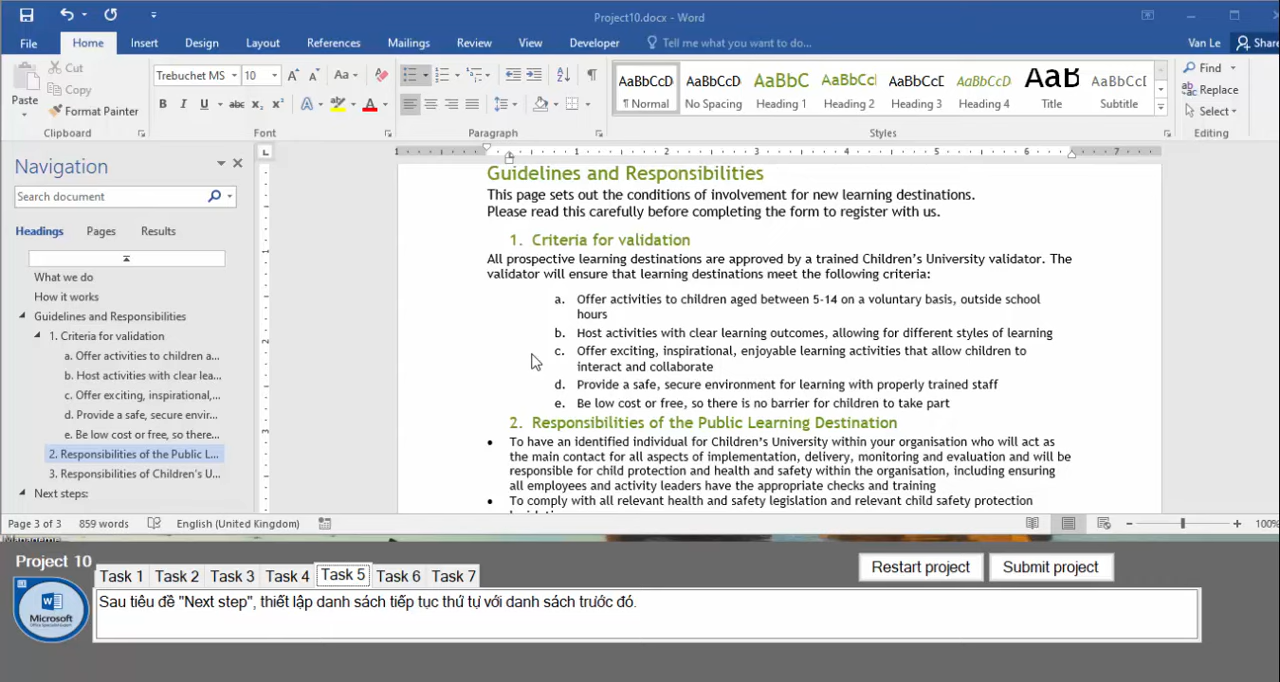 Project10.docx - Word
File
Home
Insert
Design
Layout
References
Mailings
Review
View
Developer
Tell me what you want to do...
Van Le
Share
Paste
Cut
Copy
Format Painter
Clipboard
Trebuchet MS
10
Font
Paragraph
AaBbCcD
¶ Normal
AaBbCcD
No Spacing
AaBbC
Heading 1
AaBbCcl
Heading 2
AaBbCcC
Heading 3
AaBbCcD
Heading 4
AaB
Title
AaBbCcD
Subtitle
Styles
Find
Replace
Select
Editing
Navigation
Search document
Headings
Pages
Results
What we do
How it works
Guidelines and Responsibilities
1. Criteria for validation
a. Offer activities to children a...
b. Host activities with clear lea...
c. Offer exciting, inspirational,...
d. Provide a safe, secure envir...
e. Be low cost or free, so there...
2. Responsibilities of the Public L...
3. Responsibilities of Children's U...
Next steps:
Guidelines and Responsibilities
This page sets out the conditions of involvement for new learning destinations.
Please read this carefully before completing the form to register with us.
1. Criteria for validation
All prospective learning destinations are approved by a trained Children's University validator. The
validator will ensure that learning destinations meet the following criteria:
a. Offer activities to children aged between 5-14 on a voluntary basis, outside school
hours
b. Host activities with clear learning outcomes, allowing for different styles of learning
c. Offer exciting, inspirational, enjoyable learning activities that allow children to
interact and collaborate
d. Provide a safe, secure environment for learning with properly trained staff
e. Be low cost or free, so there is no barrier for children to take part
2. Responsibilities of the Public Learning Destination
• To have an identified individual for Children's University within your organisation who will act as
the main contact for all aspects of implementation, delivery, monitoring and evaluation and will be
responsible for child protection and health and safety within the organisation, including ensuring
all employees and activity leaders have the appropriate checks and training
• To comply with all relevant health and safety legislation and relevant child safety protection
Page 3 of 3
859 words
English (United Kingdom)
100%
Project 10
Task 1
Task 2
Task 3
Task 4
Task 5
Task 6
Task 7
Restart project
Submit project
Microsoft
Sau tiêu đề "Next step", thiết lập danh sách tiếp tục thứ tự với danh sách trước đó.